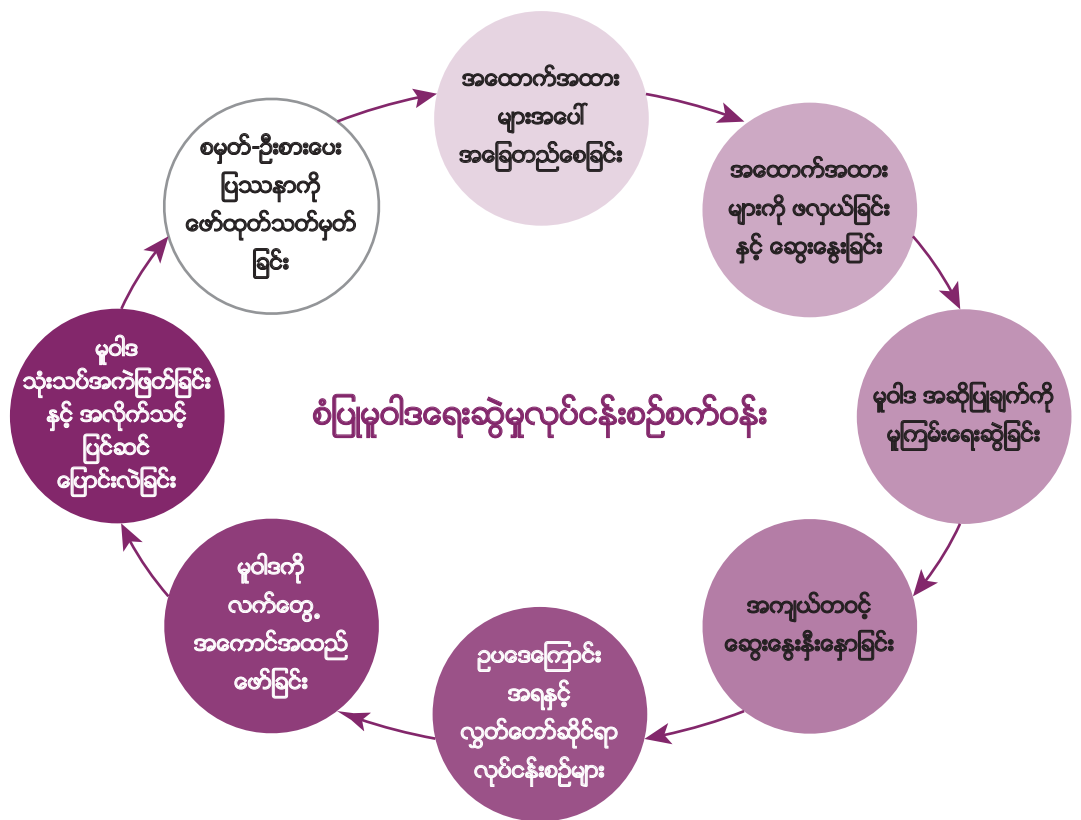 အထောက်အထား
များအပေါ်
အခြေတည်စေခြင်း
အထောက်အထား
များကို ဖလှယ်ခြင်း
နှင့် ဆွေးနွေးခြင်း
မူဝါဒ အဆိုပြုချက်ကို
မူကြမ်းရေးဆွဲခြင်း
အကျယ်တဝင့်
ဆွေးနွေးနှီးနှောခြင်း
ဥပဒေကြောင်း
အရနှင့်
လွှတ်တော်ဆိုင်ရာ
လုပ်ငန်းစဉ်များ
မူဝါဒကို
လက်တွေ့
အကောင်အထည်
ဖော်ခြင်း
မူဝါဒ
သုံးသပ်အကဲဖြတ်ခြင်း
နှင့် အလိုက်သင့်
ပြင်ဆင်
ပြောင်းလဲခြင်း
စမှတ်-ဦးစားပေး
ပြဿနာကို
ဖော်ထုတ်သတ်မှတ်
ခြင်း
စံပြုမူဝါဒရေးဆွဲမှုလုပ်ငန်းစဉ်စက်ဝန်း